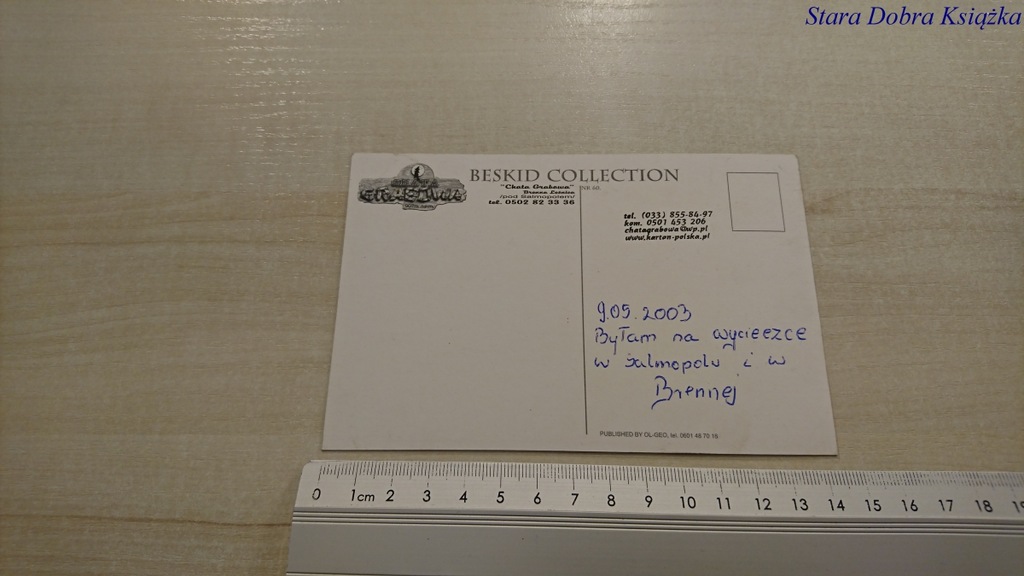 Stara Dobra Książka
BESKID COLLECTION
"Chata Grabowa"
Brenna Leśnica
/pod Salmopolem/
tel. 0502 82 33 36
tel. (033) 855-84-97
kom. 0501 453 206
chatagrabowa@wp.pl
www.karton-polska.pl
9.05.2003
Byłam na wycieezce
w Salmopolu i w
Brennej
PUBLISHED BY OL-GEO, tel. 0601 48 70 16
0 1cm 2 3 4 5 6 7 8 9 10 11 12 13 14 15 16 17 18 19